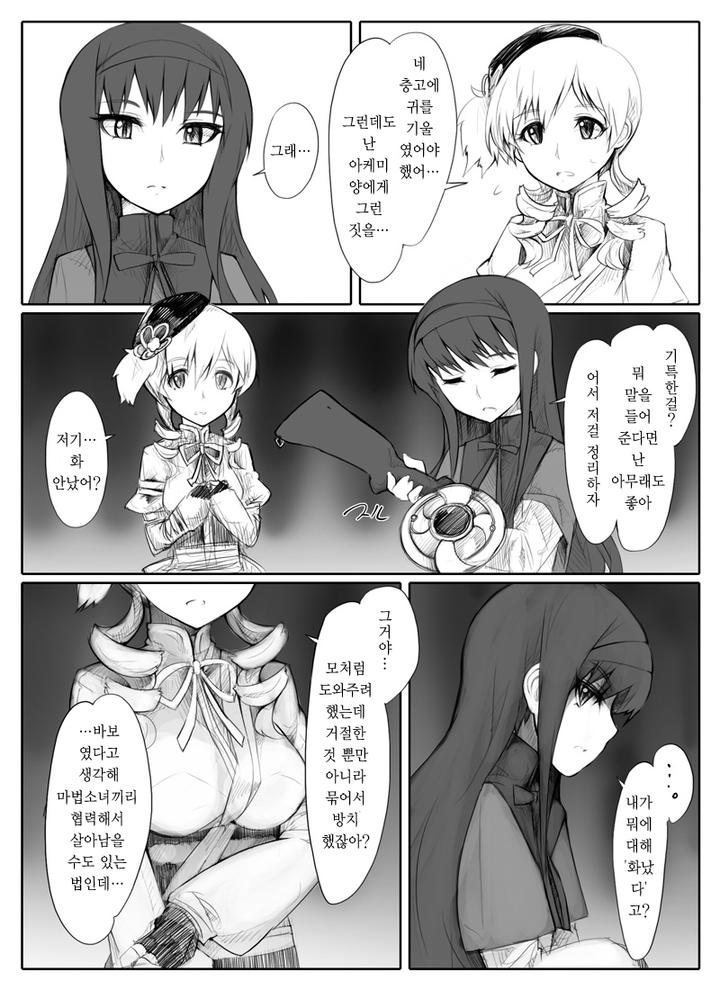 네
충고에
귀를
기울
였어야
했어…
그런데도
난
아케미
양에게
그런
짓을…
그래…
기특한걸?
뭐
말을
들어
준다면
난
아무래도
좋아
어서 저걸 정리하자
저기…
화
안났어?
…
내가
뭐에
대해
'화났
다'
고?
그거야…
모처럼
도와주려
했는데
거절한
것 뿐만
아니라
묶어서
방치
했잖아?
…바보
였다고
생각해
마법소녀끼리
협력해서
살아남을
수도 있는
법인데…